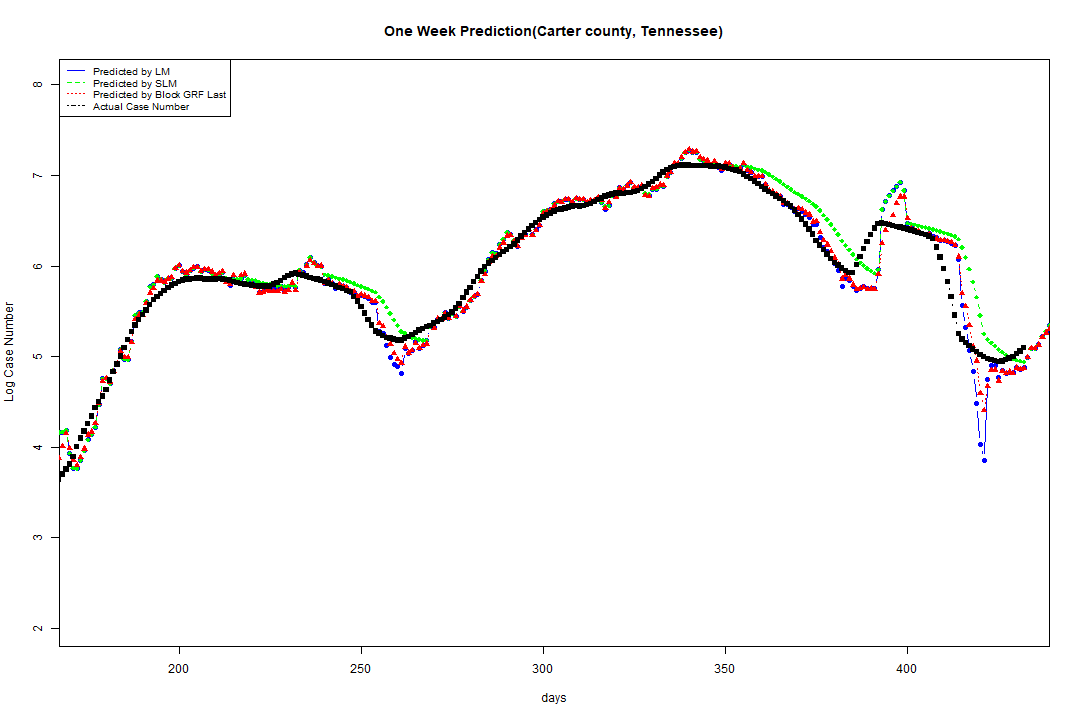 One Week Prediction(Carter county, Tennessee)
Predicted by LM
Predicted by SLM
Predicted by Block GRF Last
Actual Case Number
8
7
6
5
4
3
2
Log Case Number
200 250 300 350 400
days